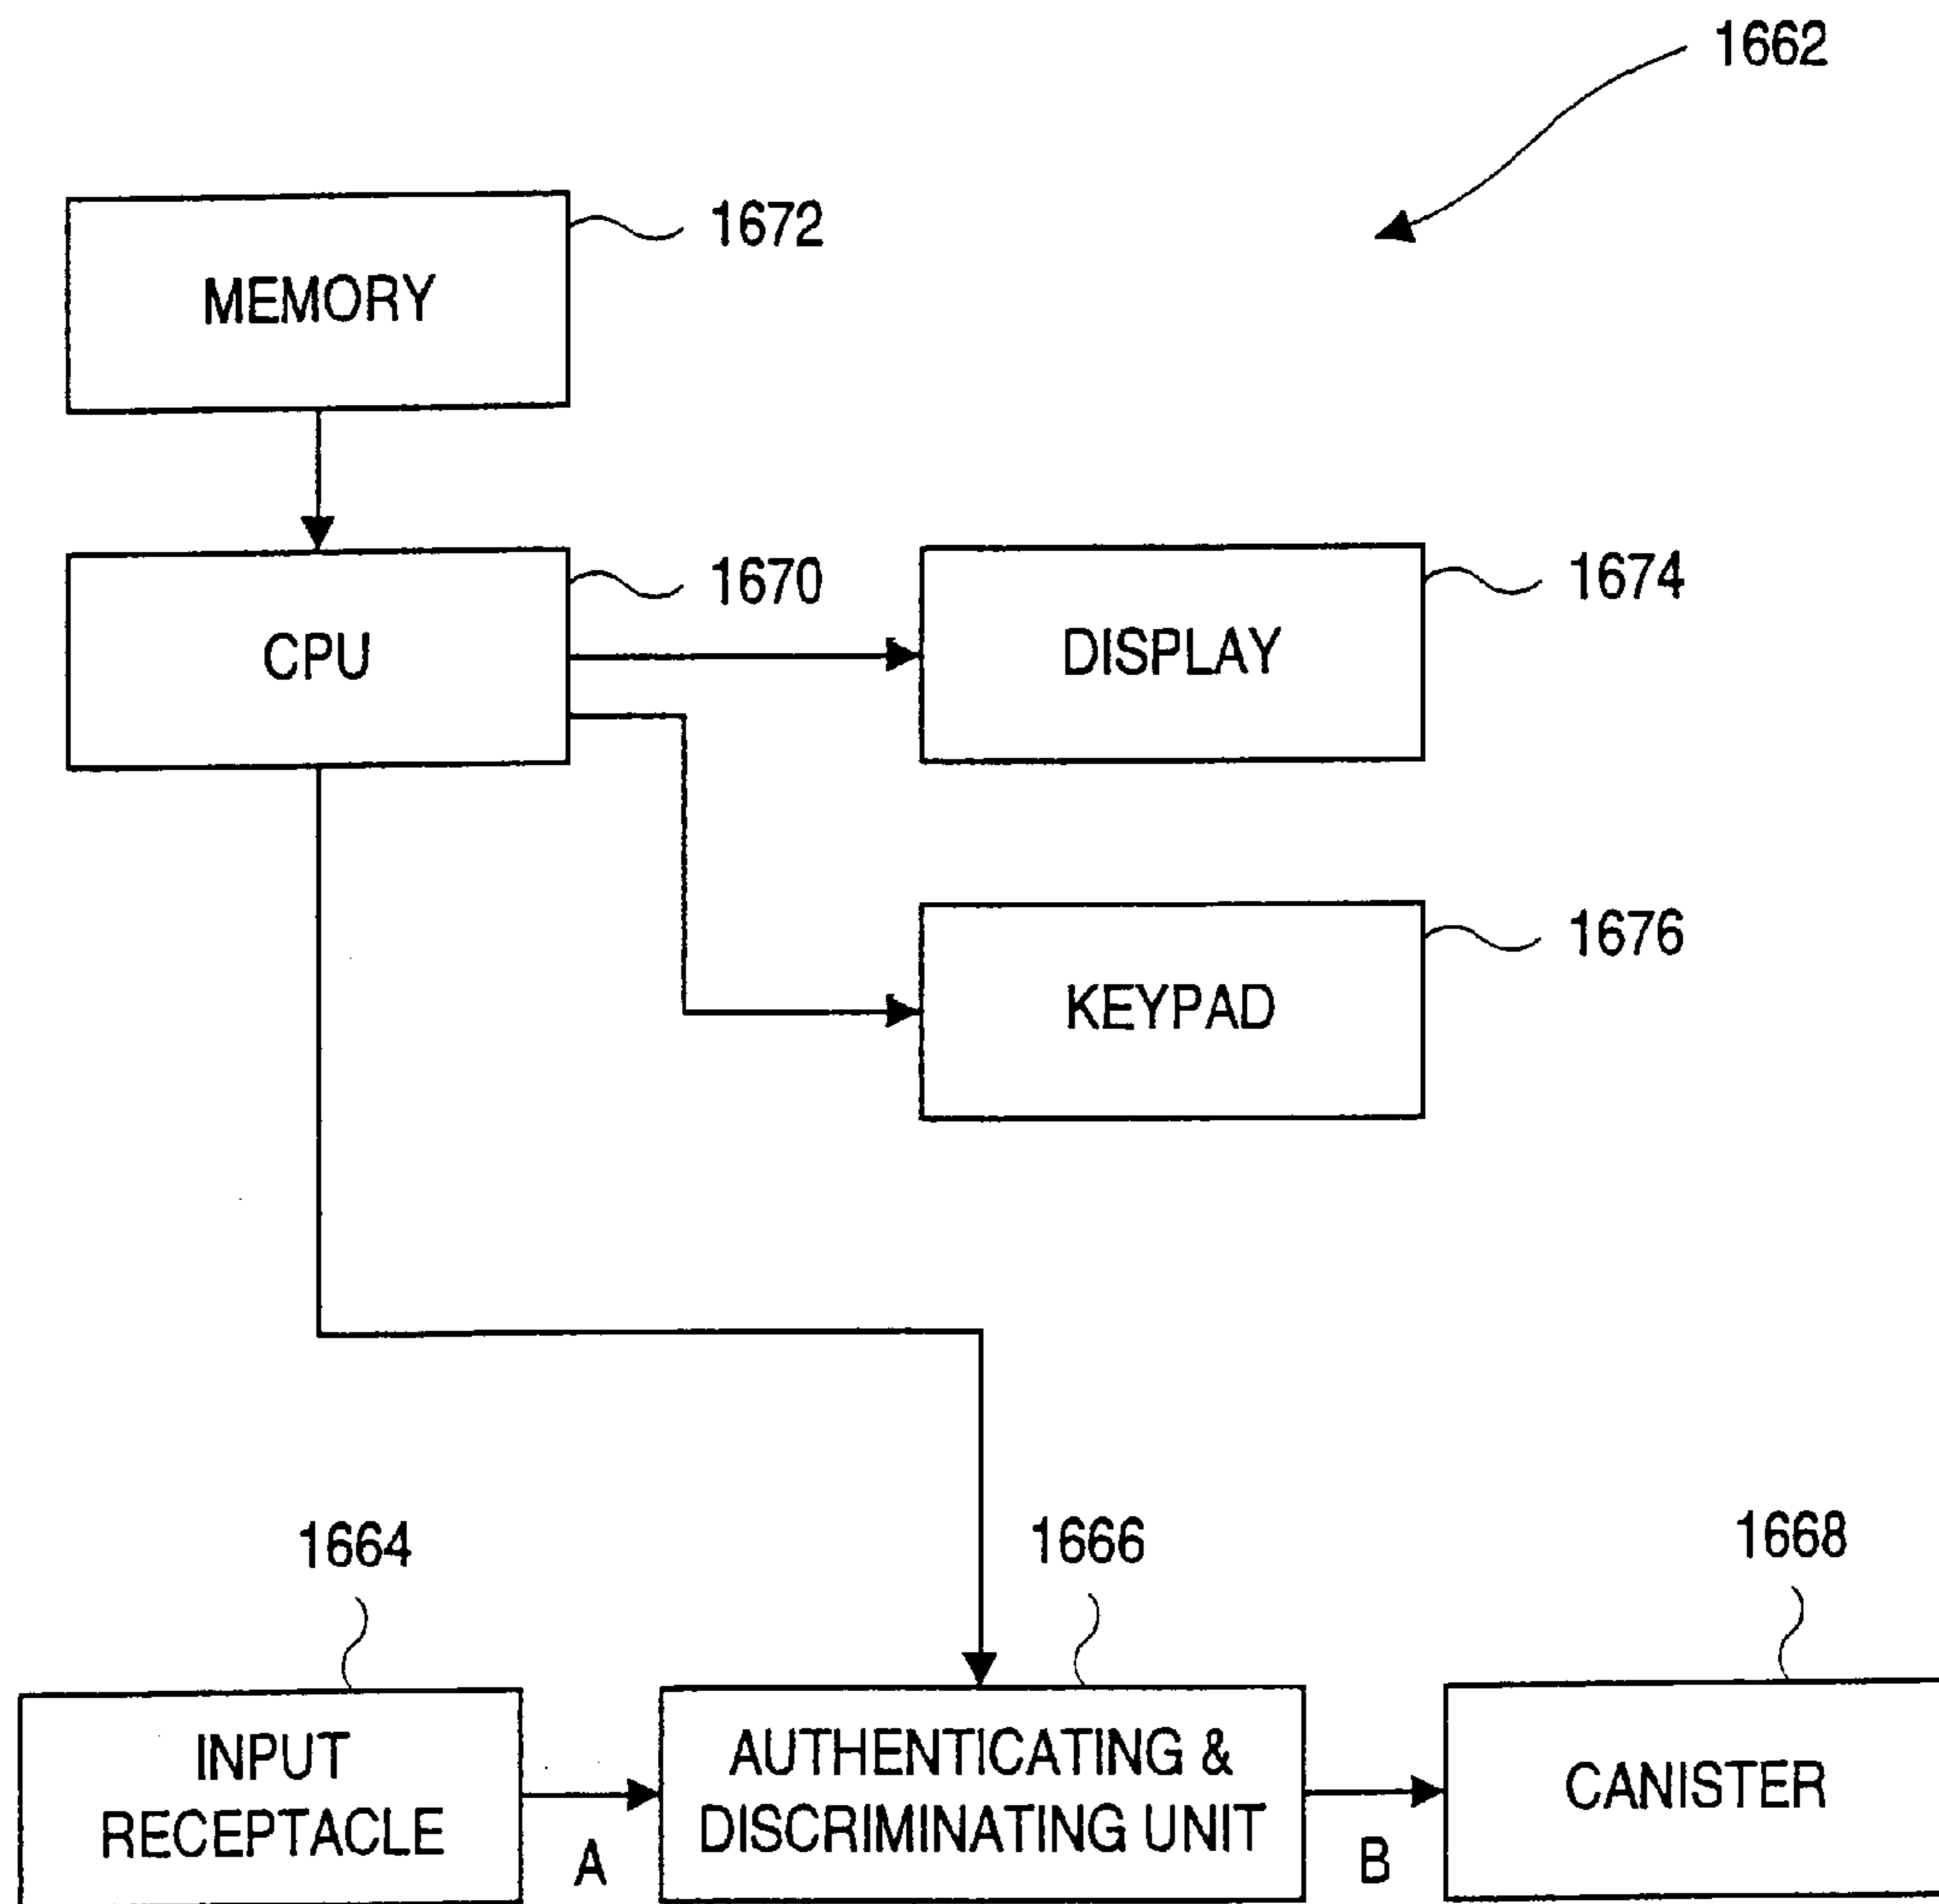 1662
1672
MEMORY
1670
CPU
1674
DISPLAY
1676
KEYPAD
1664
1666
1668
INPUT
RECEPTACLE
A
AUTHENTICATING &
DISCRIMINATING UNIT
B
CANISTER